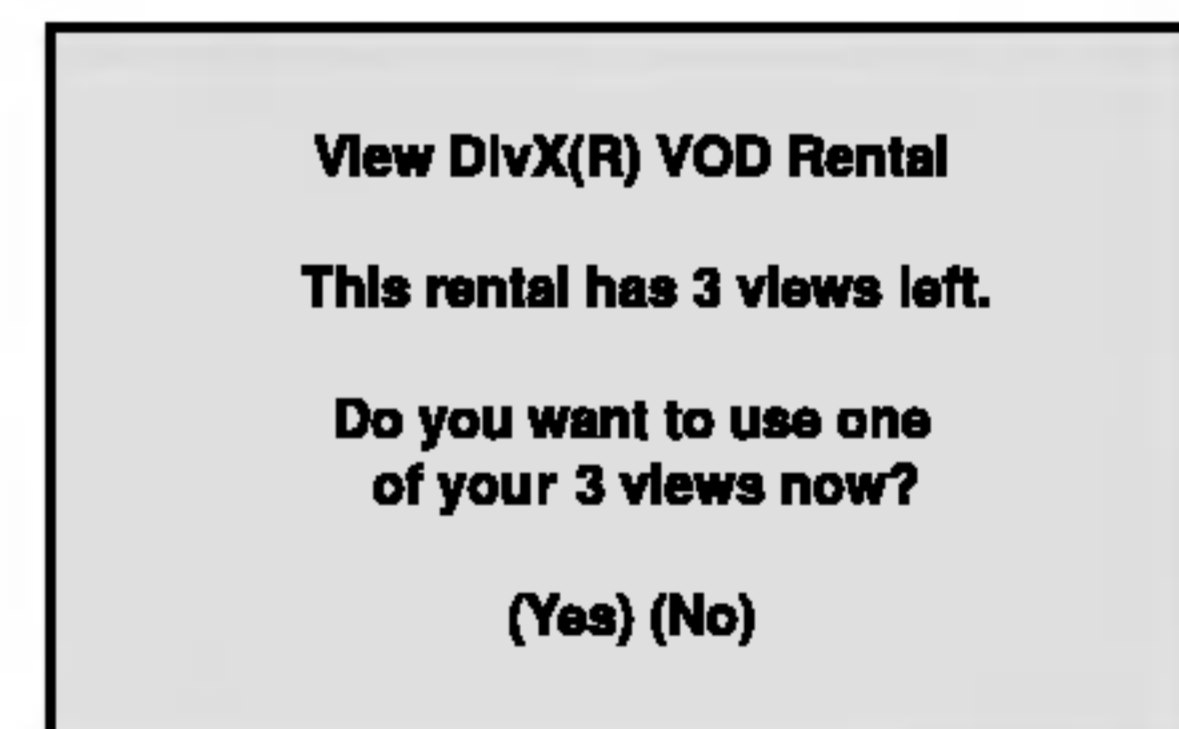 View DivX(R) VOD Rental
This rental has 3 views left.
Do you want to use one
of your 3 views now?
(Yes) (No)